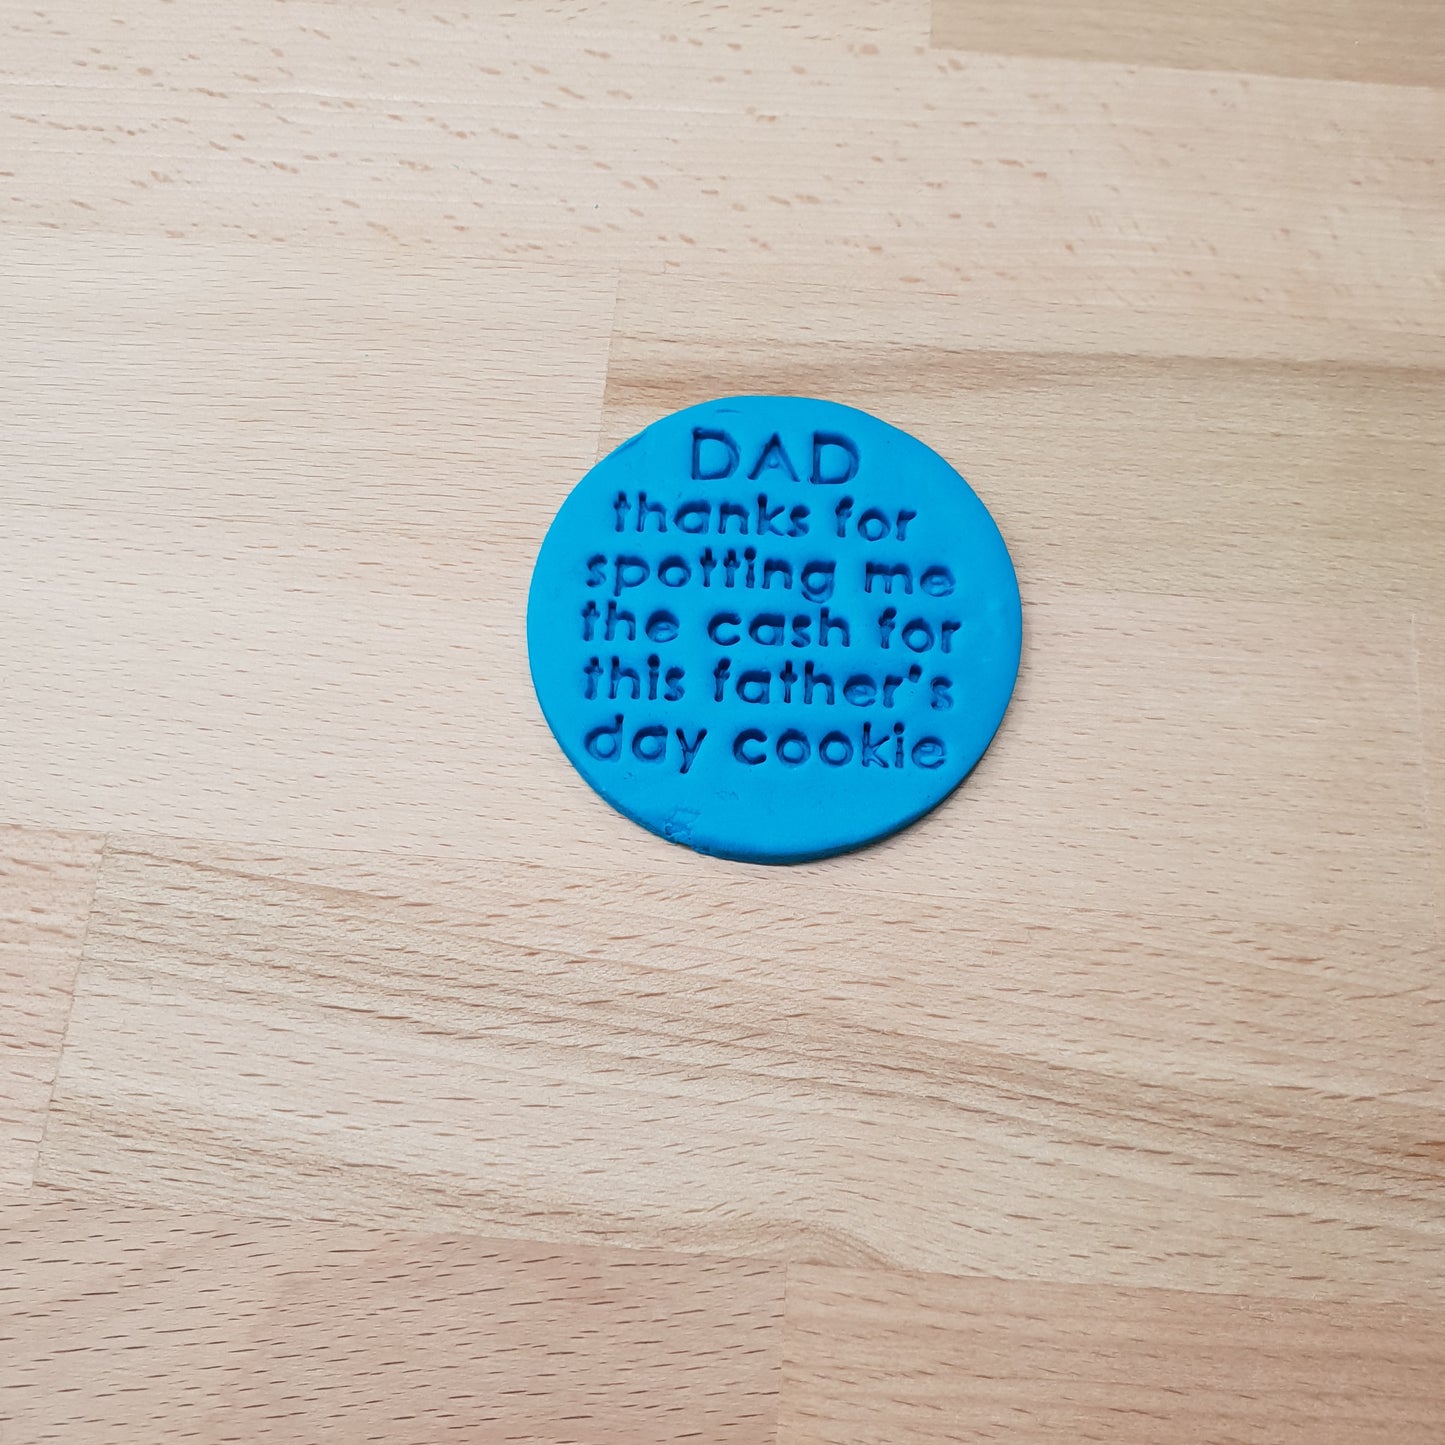 DAD
thanks for
spotting me
the cash for
this father's
day cookie